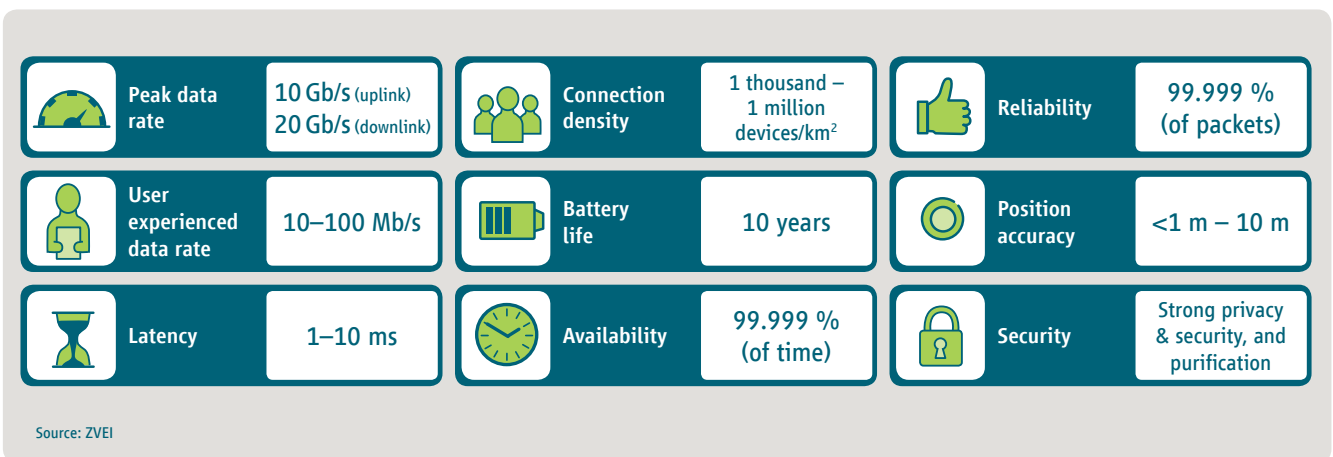 Peak data
rate
10 Gb/s (uplink)
20 Gb/s (downlink)
Connection
density
1 thousand –
1 million
devices/km²
Reliability
99.999 %
(of packets)
User
experienced
data rate
10–100 Mb/s
Battery
life
10 years
Position
accuracy
<1 m – 10 m
Latency
1–10 ms
Availability
99.999 %
(of time)
Security
Strong privacy
& security, and
purification
Source: ZVEI